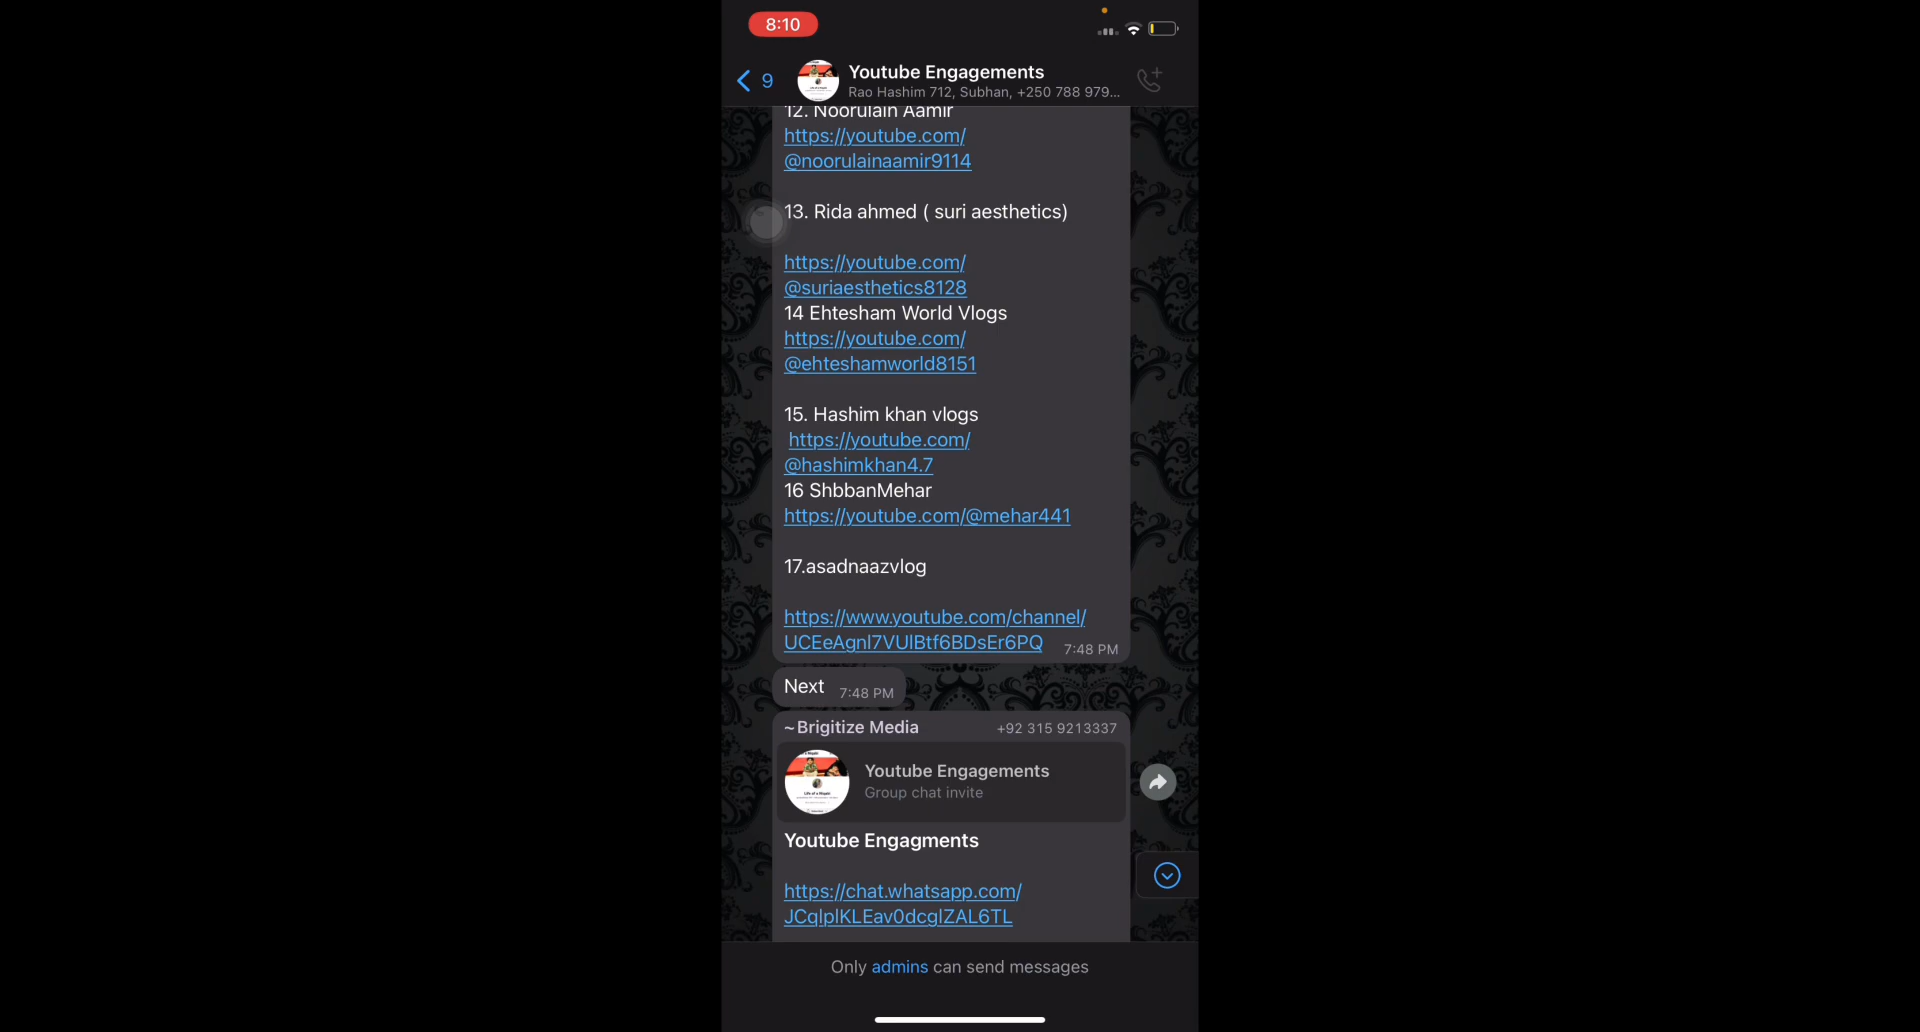 8:10
9
Youtube Engagements
Rao Hashim 712, Subhan, +250 788 979...
12. Noorulain Aamir
https://youtube.com/
@noorulainaamir9114
13. Rida ahmed ( suri aesthetics)
https://youtube.com/
@suriaesthetics8128
14 Ehtesham World Vlogs
https://youtube.com/
@ehteshamworld8151
15. Hashim khan vlogs
https://youtube.com/
@hashimkhan4.7
16 ShbbanMehar
https://youtube.com/@mehar441
17.asadnaazvlog
https://www.youtube.com/channel/
UCEeAgnl7VUlBtf6BDsEr6PQ 7:48 PM
Next 7:48 PM
~Brigitize Media +92 315 9213337
Youtube Engagements
Group chat invite
Youtube Engagments
https://chat.whatsapp.com/
JCqlplKLEav0dcglZAL6TL
Only admins can send messages